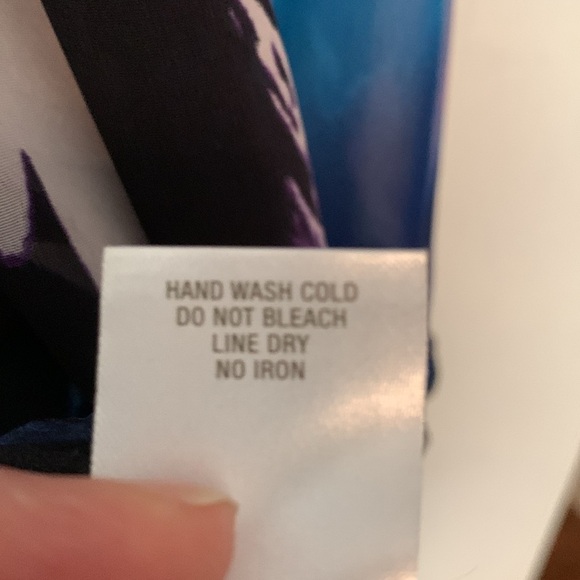 HAND WASH COLD
DO NOT BLEACH
LINE DRY
NO IRON